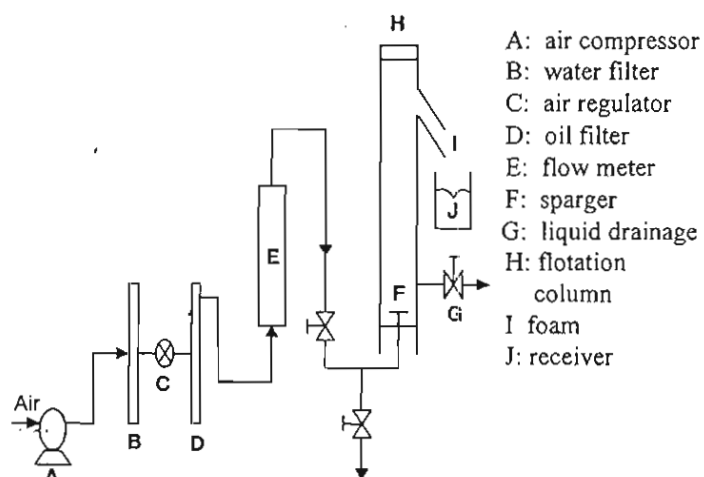 H
A: air compressor
B: water filter
C: air regulator
D: oil filter
E: flow meter
F: sparger
G: liquid drainage
H: flotation
column
I foam
J: receiver
I
J
E
F
G
C
Air
B
D
A